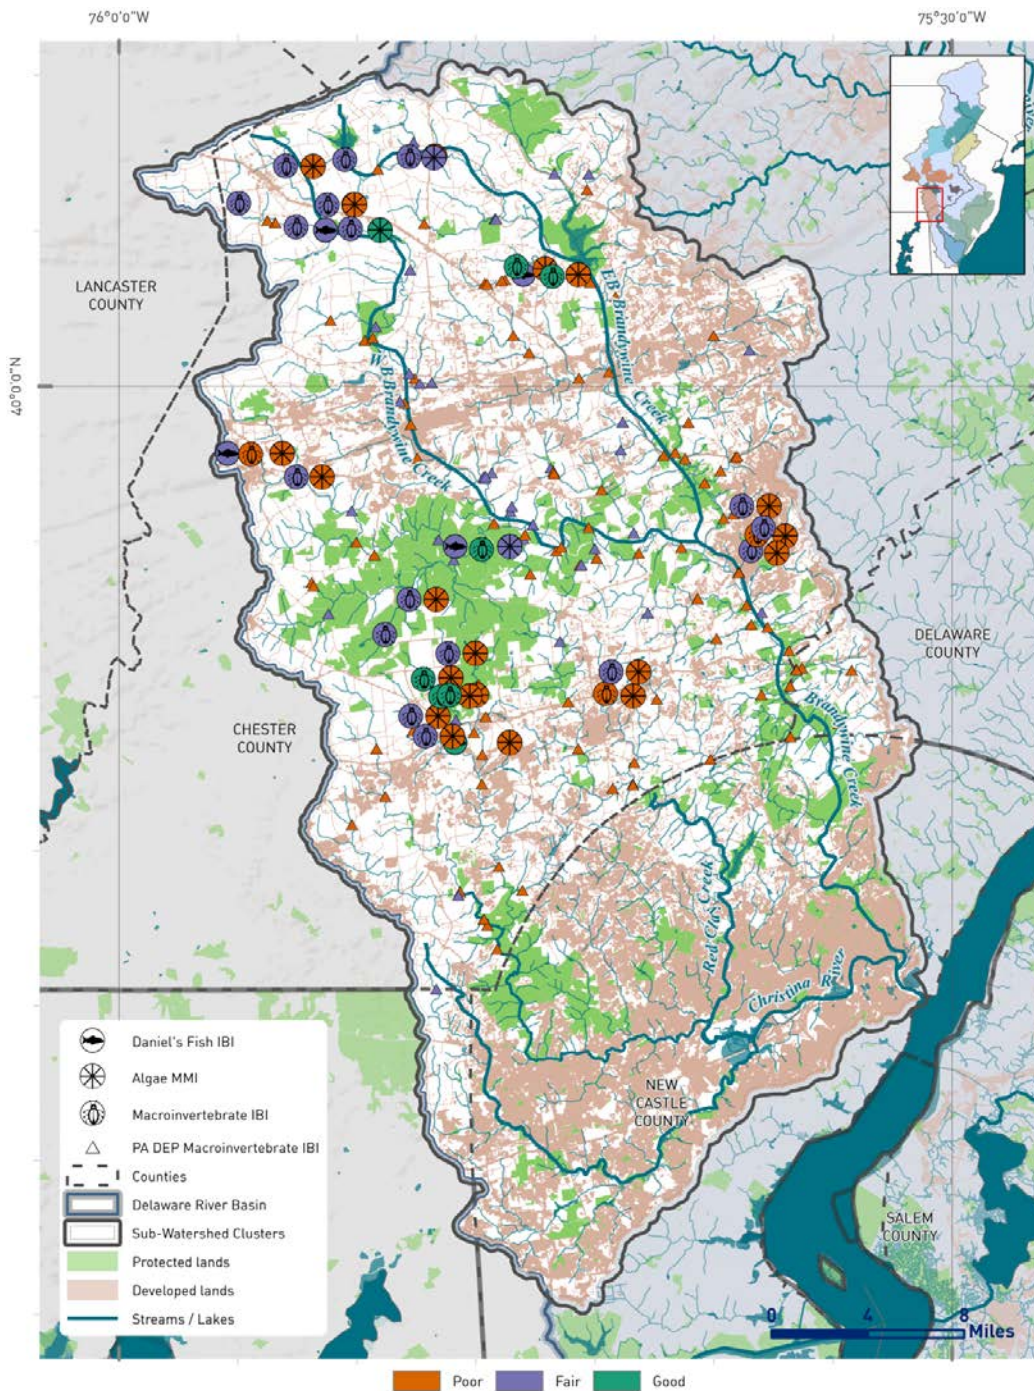 76°0'0"W
75°30'0"W
40°0'0"N
LANCASTER
COUNTY
E.B. Brandywine
Creek
W.B. Brandywine Creek
DELAWARE
COUNTY
CHESTER
COUNTY
Brandywine Creek
Red Clay Creek
Christina River
NEW
CASTLE
COUNTY
SALEM
COUNTY
Daniel's Fish IBI
Algae MMI
Macroinvertebrate IBI
PA DEP Macroinvertebrate IBI
Counties
Delaware River Basin
Sub-Watershed Clusters
Protected lands
Developed lands
Streams / Lakes
0 4 8
Miles
Poor Fair Good